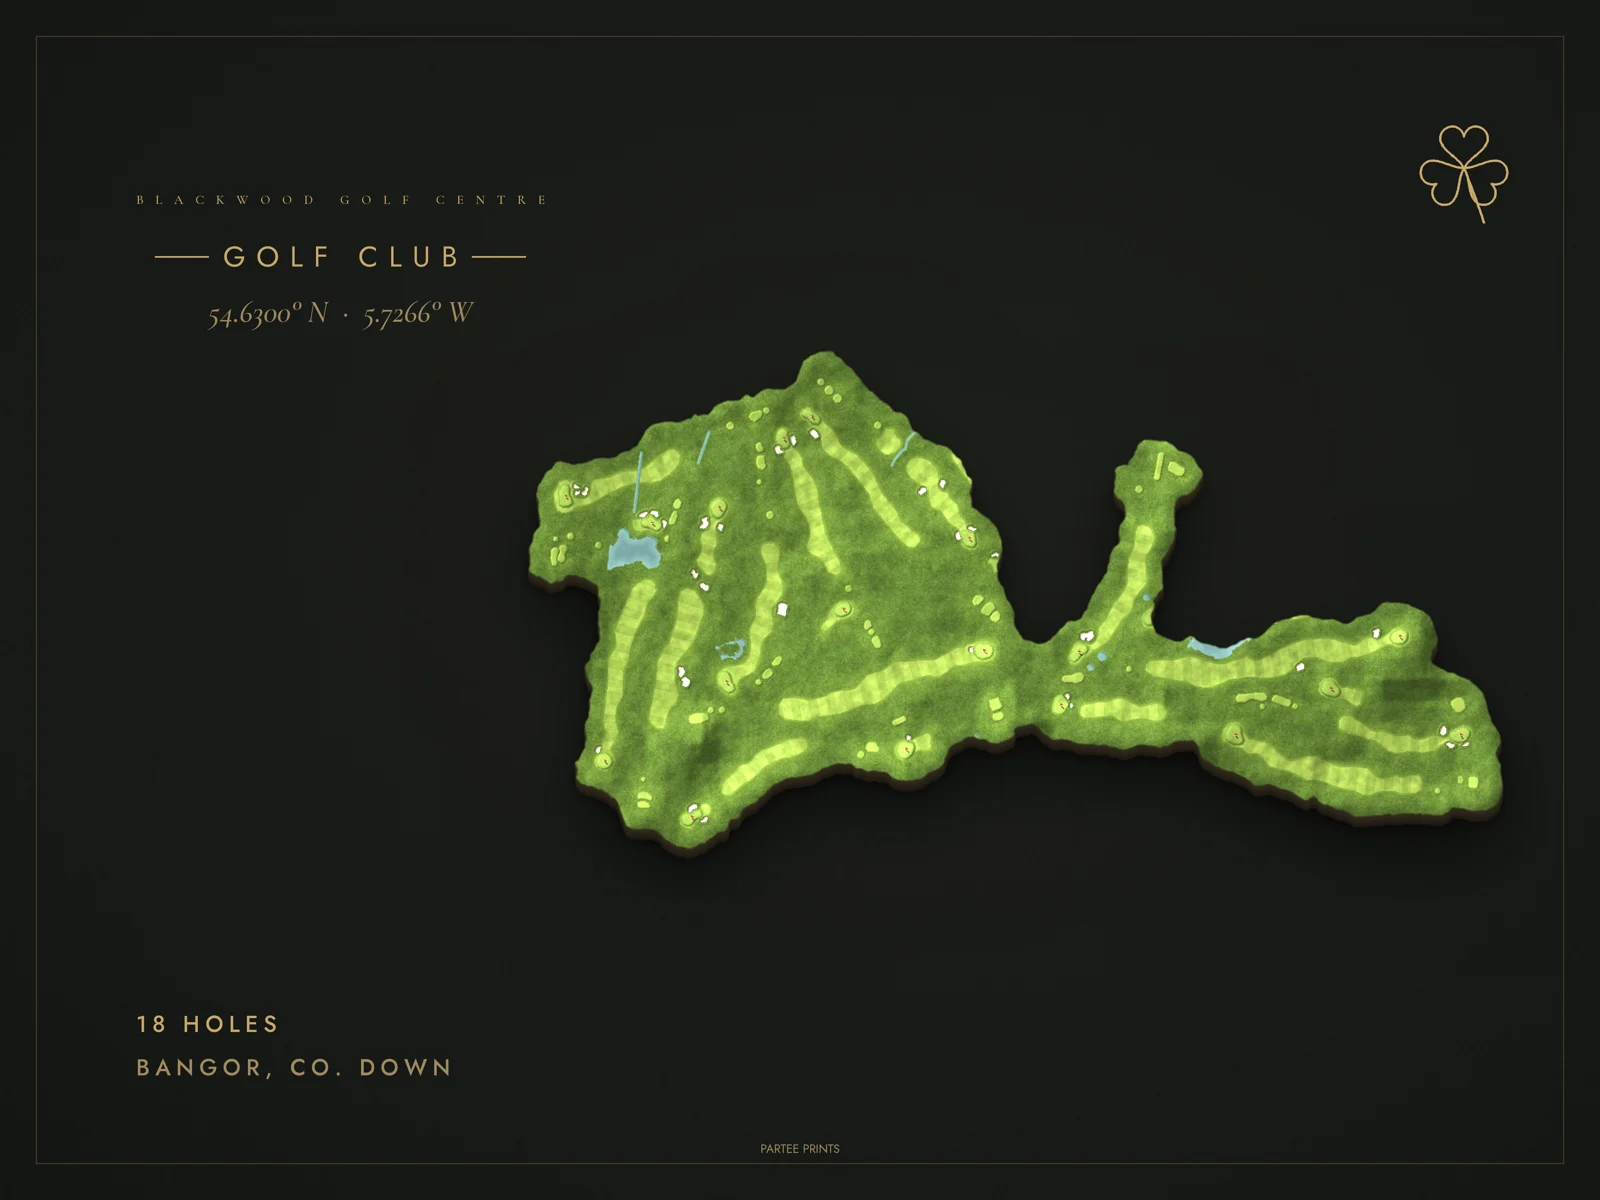 BLACKWOOD GOLF CENTRE
GOLF CLUB
54.6300° N · 5.7266° W
18 HOLES
BANGOR, CO. DOWN
PARTEE PRINTS